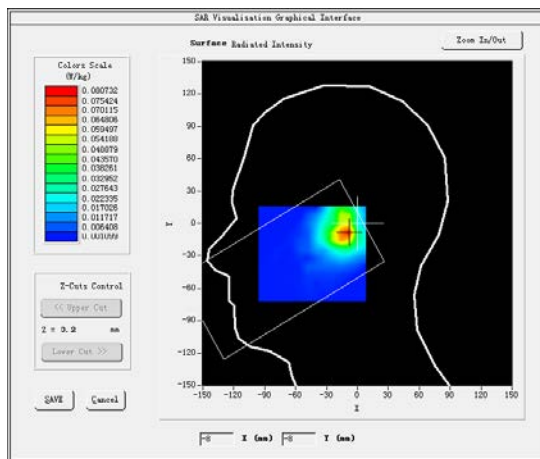 SAR Visualisation Graphical Interface
Surface Radiated Intensity
Zoom In/Out
Colors Scale
(W/kg)
0.080732
0.075424
0.070115
0.064806
0.059497
0.054188
0.048879
0.043570
0.038261
0.032952
0.027643
0.022335
0.017026
0.011717
0.006408
0.001099
150
120
90
60
30
0
-30
-60
-90
-120
-150
Y
-150 -120 -90 -60 -30 0 30 60 90 120 150
X
Z-Cuts Control
<< Upper Cut
Z = 3.2 mm
Lower Cut >>
SAVE Cancel
-8 X (mm) -8 Y (mm)